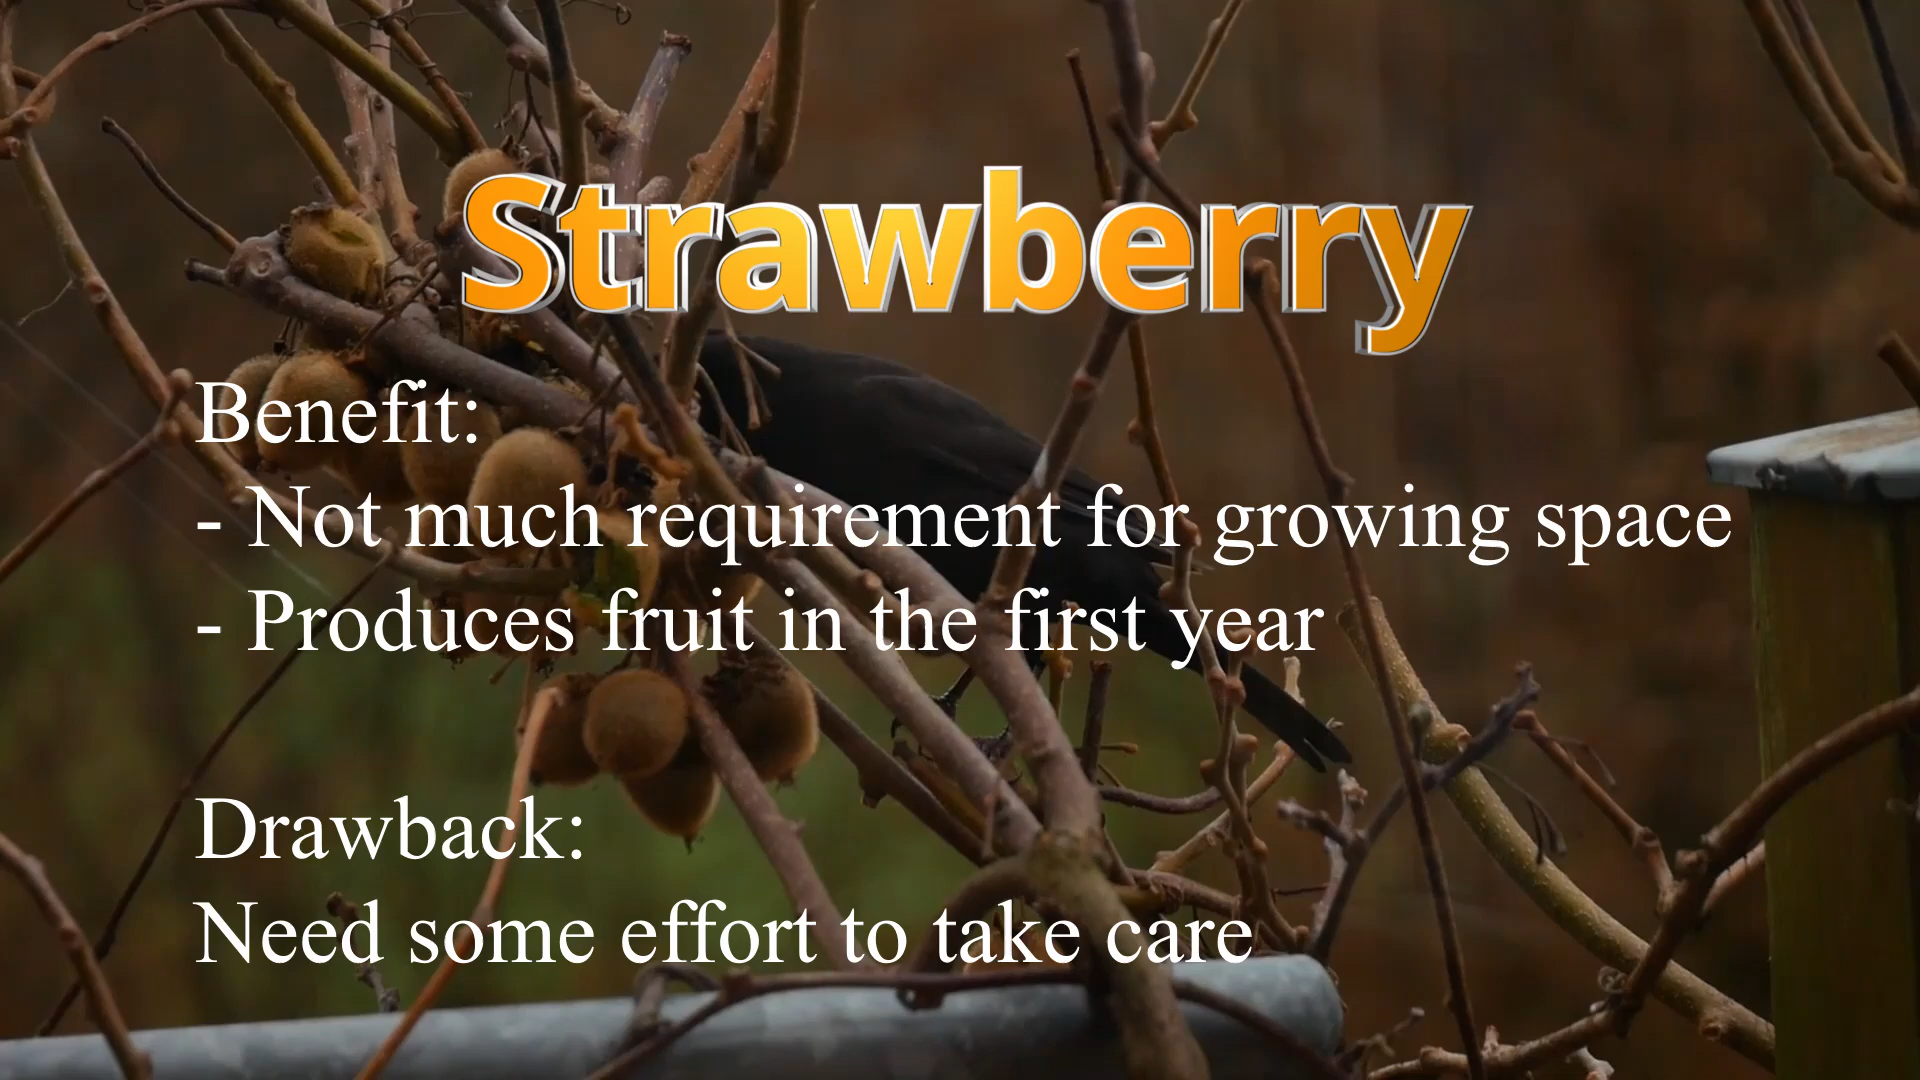 Strawberry
Benefit:
- Not much requirement for growing space
- Produces fruit in the first year
Drawback:
Need some effort to take care